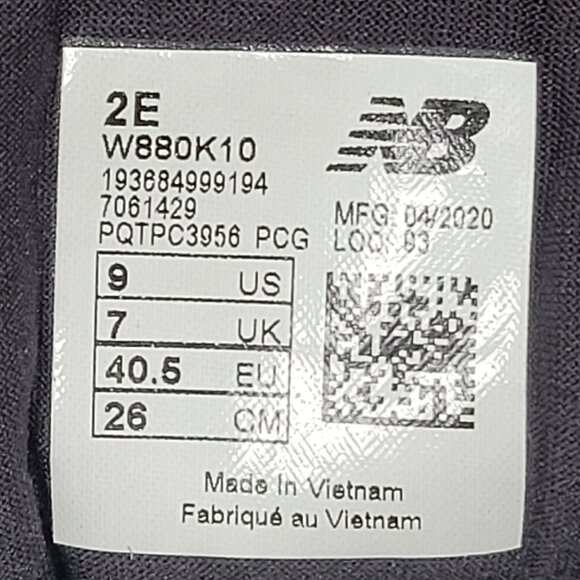 2E
NB
W880K10
193684999194
7061429
MFG: 04/2020
PQTPC3956 PCG
9 US
7 UK
40.5 EU
26 CM
Made In Vietnam
Fabriqué au Vietnam